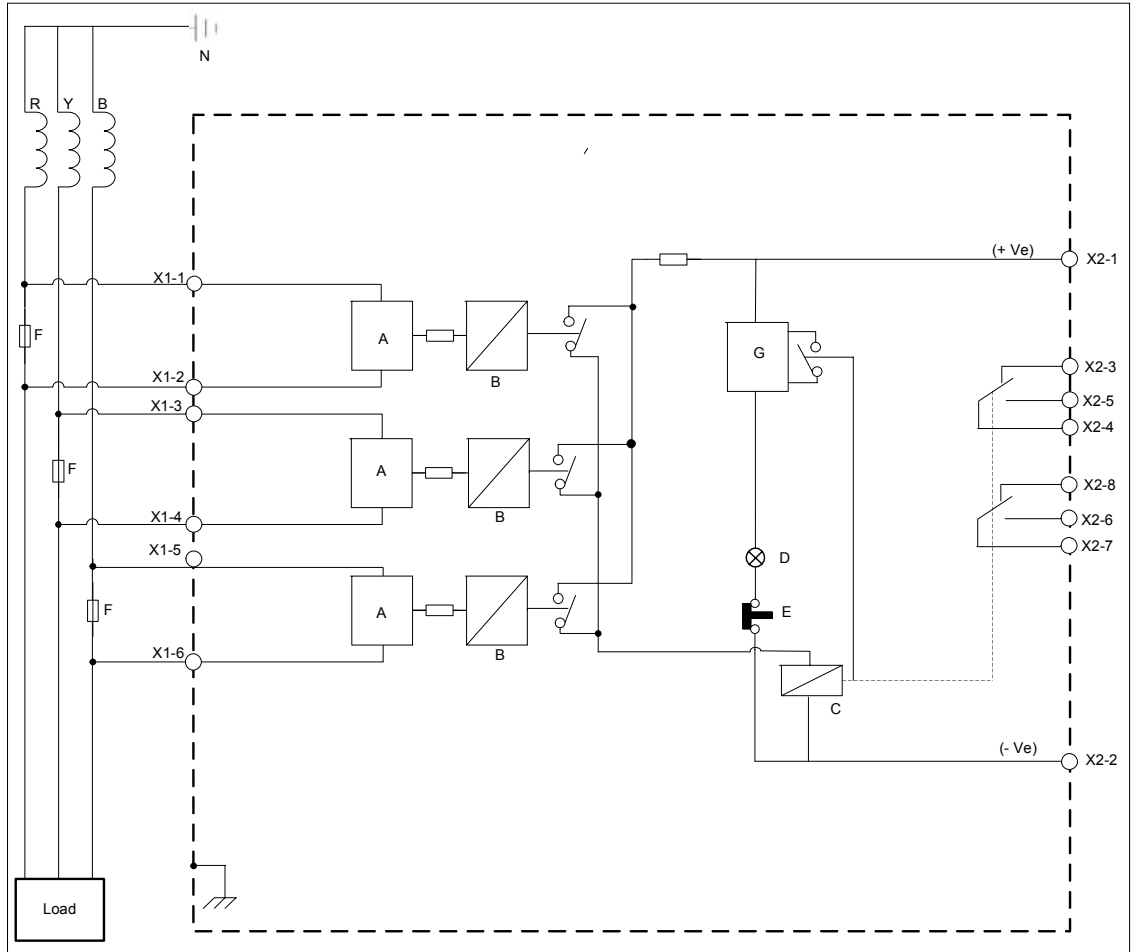 N
R Y B
(+ Ve) X2-1
X1-1
F
A
B
G
X1-2
X1-3
X2-3
X2-5
X2-4
F
A
B
X2-8
X2-6
X2-7
X1-4
X1-5
D
F
A
B
E
X1-6
C
(- Ve) X2-2
Load